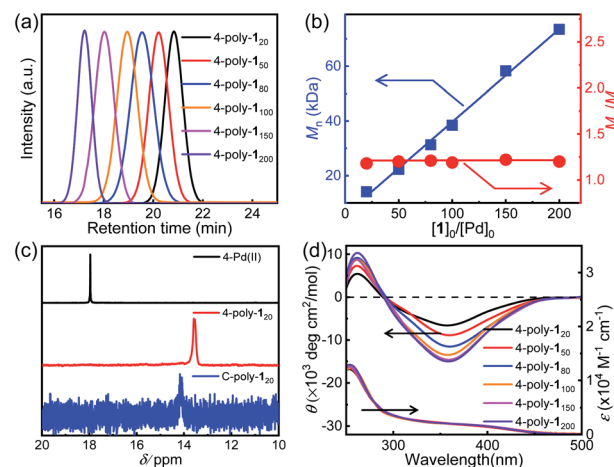 (a)
4-poly-1₂₀
4-poly-1₅₀
4-poly-1₈₀
4-poly-1₁₀₀
4-poly-1₁₅₀
4-poly-1₂₀₀
Intensity (a.u.)
16 18 20 22 24
Retention time (min)
(b)
70
50
30
10
Mₙ (kDa)
2.5
2.0
1.5
1.0
0 50 100 150 200
[1]₀/[Pd]₀
(c)
4-Pd(II)
4-poly-1₂₀
C-poly-1₂₀
20 18 16 14 12 10
δ/ppm
(d)
10
0
-10
-20
-30
θ (×10³ deg cm²/mol)
4-poly-1₂₀
4-poly-1₅₀
4-poly-1₈₀
4-poly-1₁₀₀
4-poly-1₁₅₀
4-poly-1₂₀₀
3
2
1
0
ε (×10⁴ M⁻¹ cm⁻¹)
300 400 500
Wavelength(nm)